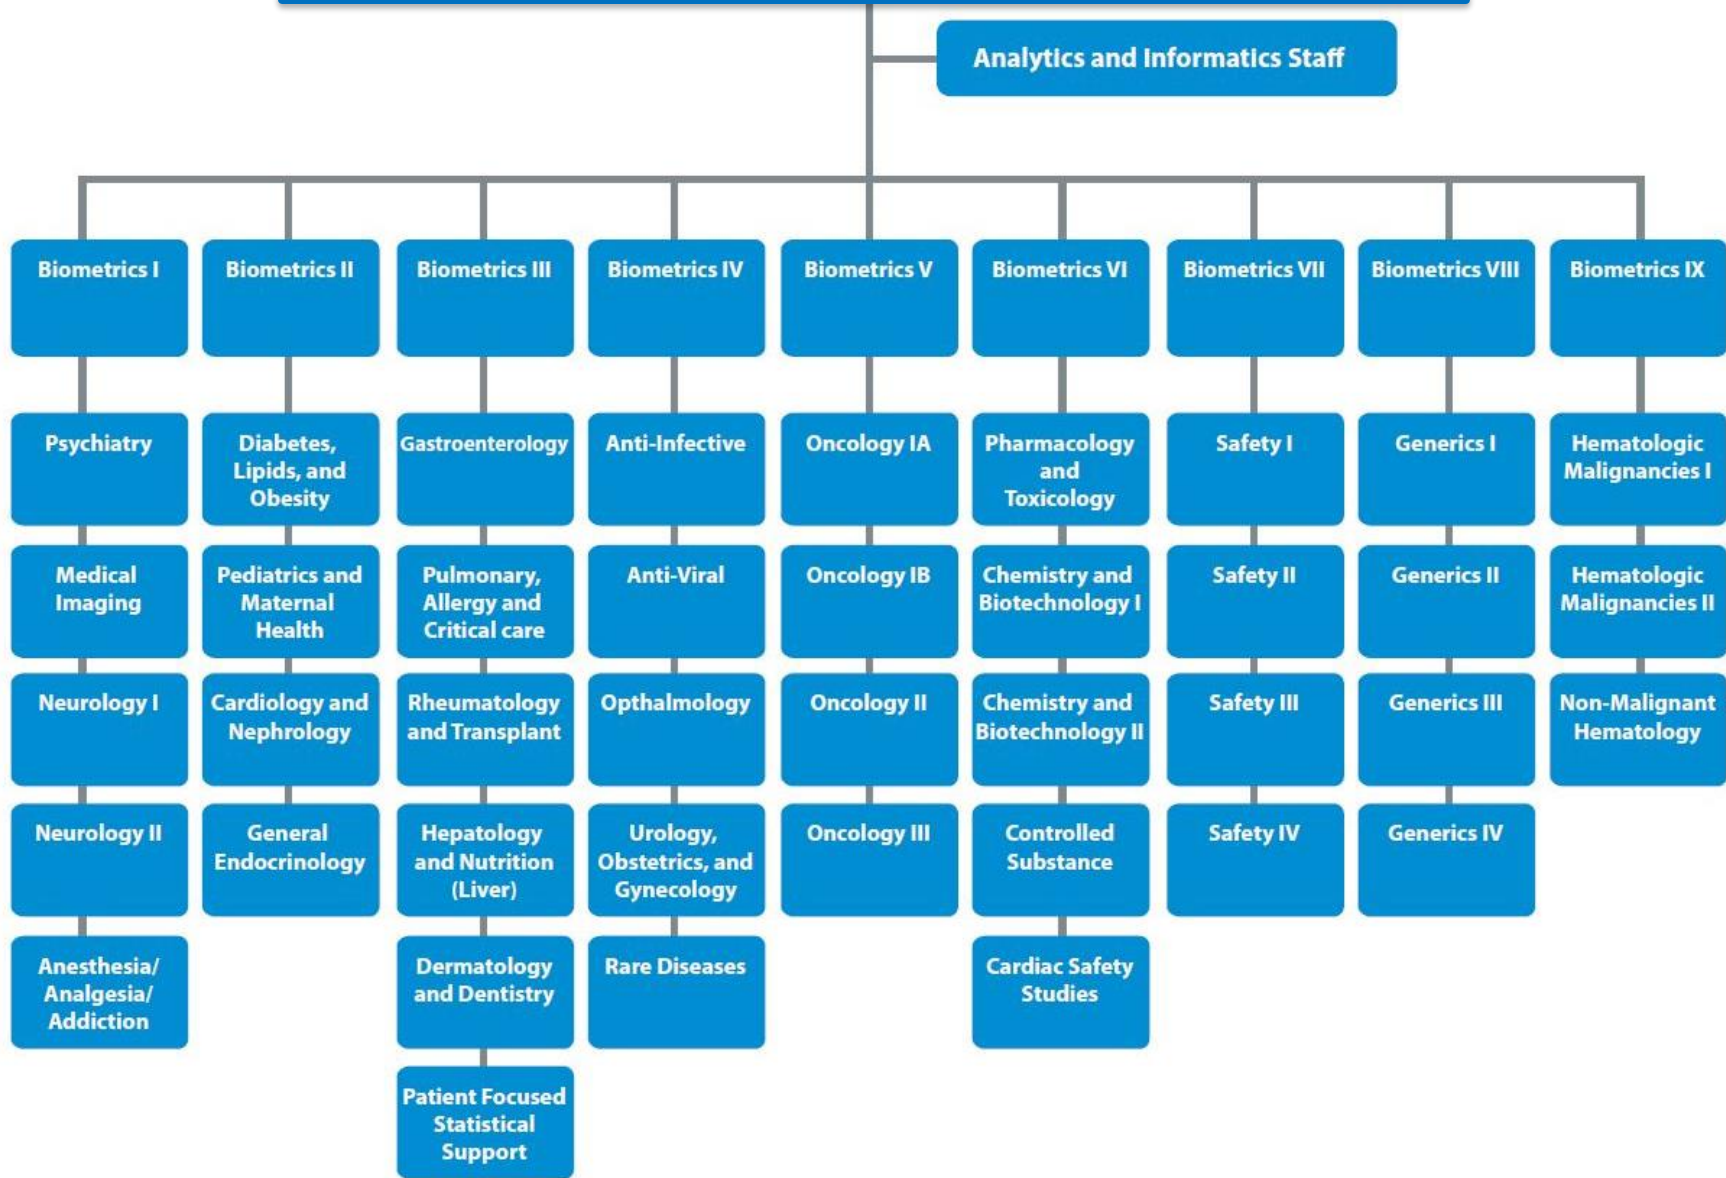 Analytics and Informatics Staff
Biometrics I
Biometrics II
Biometrics III
Biometrics IV
Biometrics V
Biometrics VI
Biometrics VII
Biometrics VIII
Biometrics IX
Psychiatry
Diabetes,
Lipids, and
Obesity
Gastroenterology
Anti-Infective
Oncology IA
Pharmacology
and
Toxicology
Safety I
Generics I
Hematologic
Malignancies I
Medical
Imaging
Pediatrics and
Maternal
Health
Pulmonary,
Allergy and
Critical care
Anti-Viral
Oncology IB
Chemistry and
Biotechnology I
Safety II
Generics II
Hematologic
Malignancies II
Neurology I
Cardiology and
Nephrology
Rheumatology
and Transplant
Opthalmology
Oncology II
Chemistry and
Biotechnology II
Safety III
Generics III
Non-Malignant
Hematology
Neurology II
General
Endocrinology
Hepatology
and Nutrition
(Liver)
Urology,
Obstetrics, and
Gynecology
Oncology III
Controlled
Substance
Safety IV
Generics IV
Anesthesia/
Analgesia/
Addiction
Dermatology
and Dentistry
Rare Diseases
Cardiac Safety
Studies
Patient Focused
Statistical
Support